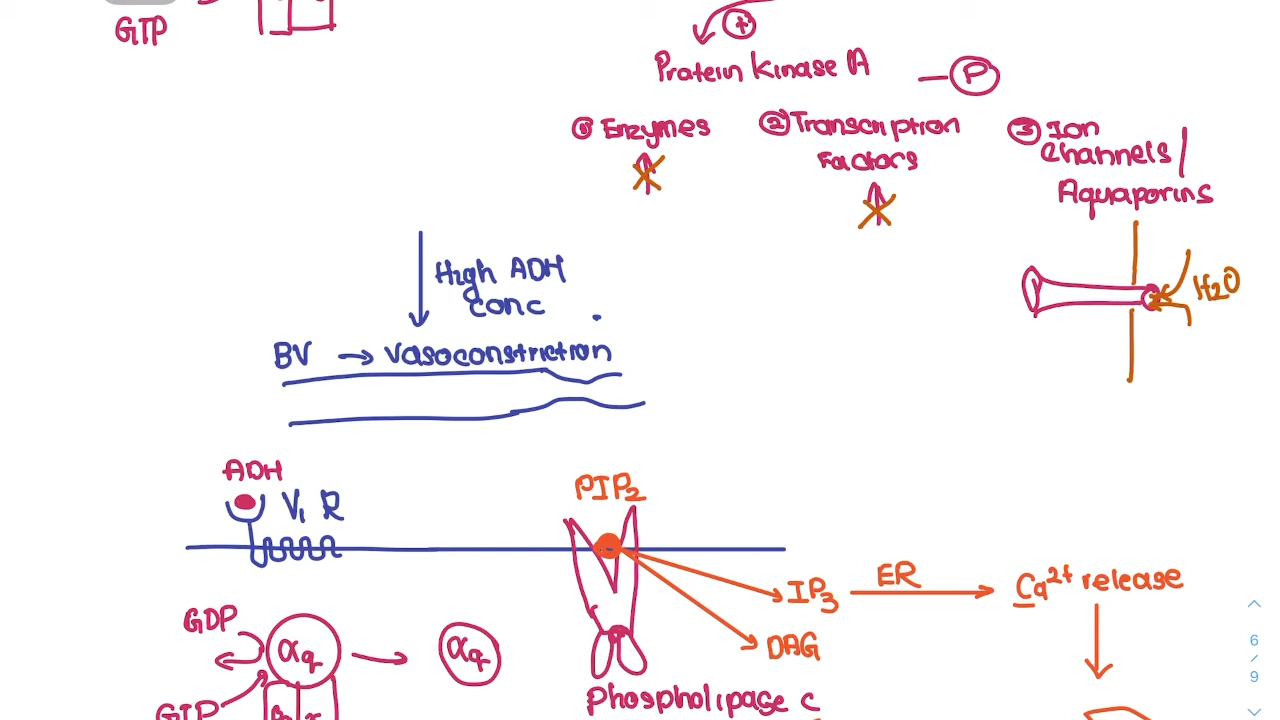 GTP
+
Protein Kinase A
P
① Enzymes
② Transcription
Factors
③ Ion
Channels/
Aquaporins
H2O
High ADH
conc
BV → Vasoconstriction
ADH
V1 R
PIP2
IP3
ER
Ca2+ release
DAG
GDP
αq
αq
GTP
Phospholipase C
6
/
9